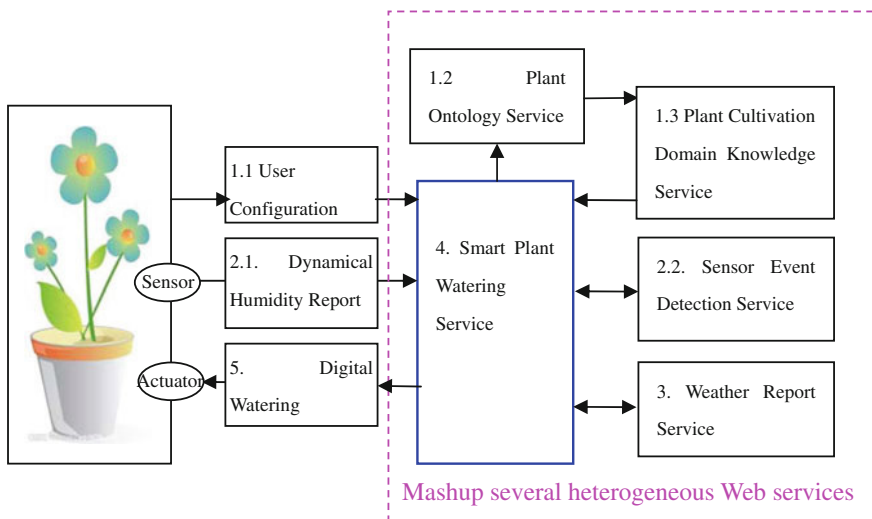 1.2 Plant
Ontology Service
1.3 Plant Cultivation
Domain Knowledge
Service
1.1 User
Configuration
2.1. Dynamical
Humidity Report
Sensor
4. Smart Plant
Watering
Service
2.2. Sensor Event
Detection Service
5. Digital
Watering
Actuator
3. Weather Report
Service
Mashup several heterogeneous Web services